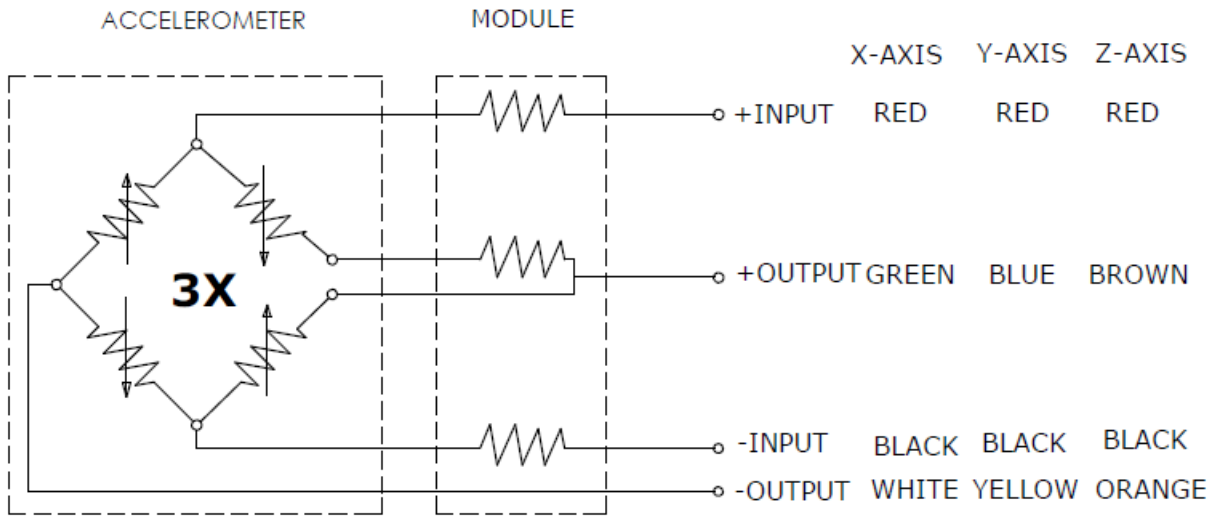 ACCELEROMETER MODULE
X-AXIS Y-AXIS Z-AXIS
+INPUT RED RED RED
3X
+OUTPUT GREEN BLUE BROWN
-INPUT BLACK BLACK BLACK
-OUTPUT WHITE YELLOW ORANGE